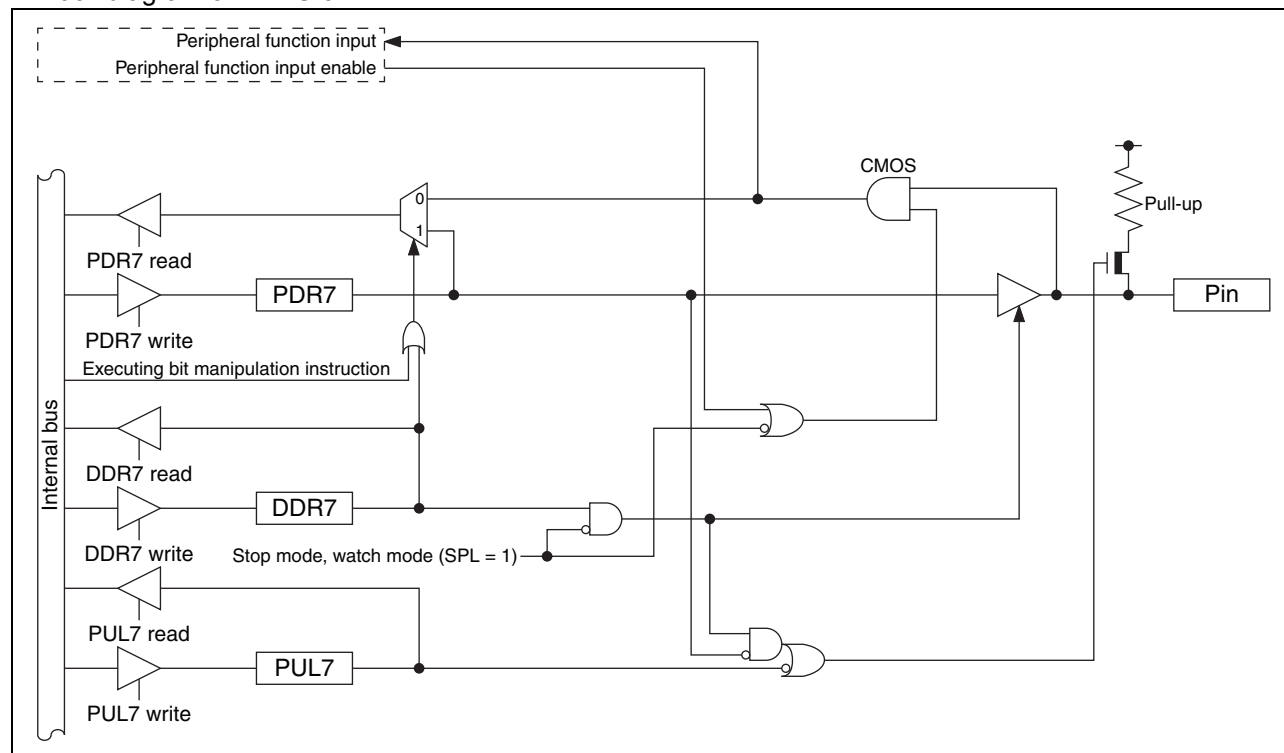 Peripheral function input
Peripheral function input enable
CMOS
0
Pull-up
1
PDR7 read
PDR7
Pin
PDR7 write
Executing bit manipulation instruction
Internal bus
DDR7 read
DDR7
DDR7 write
Stop mode, watch mode (SPL = 1)
PUL7 read
PUL7
PUL7 write